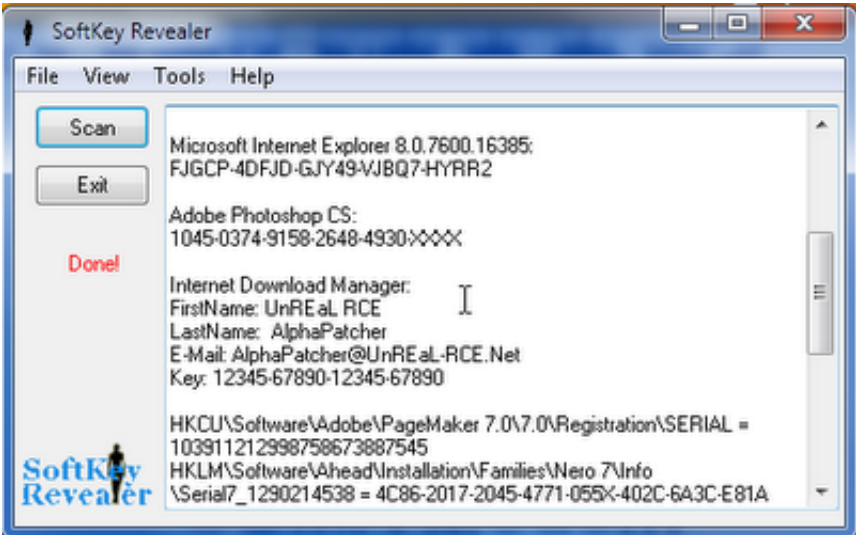 SoftKey Revealer
File View Tools Help
Scan
Exit
Done!
Microsoft Internet Explorer 8.0.7600.16385:
FJGCP-4DFJD-GJY49-VJBQ7-HYRR2
Adobe Photoshop CS:
1045-0374-9158-2648-4930-XXXX
Internet Download Manager:
FirstName: UnREaL RCE
LastName: AlphaPatcher
E-Mail: AlphaPatcher@UnREaL-RCE.Net
Key: 12345-67890-12345-67890
HKCU\Software\Adobe\PageMaker 7.0\7.0\Registration\SERIAL =
103911212998758673887545
HKLM\Software\Ahead\Installation\Families\Nero 7\Info
\Serial7_1290214538 = 4C86-2017-2045-4771-055X-402C-6A3C-E81A
SoftKey
Revealer